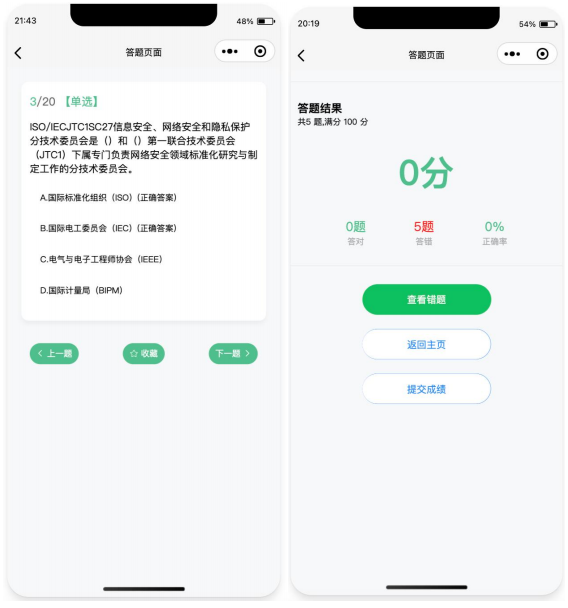 21:43
48%
答题页面
3/20 【单选】
ISO/IECJTC1SC27信息安全、网络安全和隐私保护
分技术委员会是（）和（）第一联合技术委员会
（JTC1）下属专门负责网络安全领域标准化研究与制
定工作的分技术委员会。
A.国际标准化组织（ISO）(正确答案）
B.国际电工委员会（IEC）(正确答案）
C.电气与电子工程师协会（IEEE）
D.国际计量局（BIPM）
< 上一题
☆ 收藏
下一题 >
20:19
54%
答题页面
答题结果
共5 题,满分 100 分
0分
0题
5题
0%
答对
答错
正确率
查看错题
返回主页
提交成绩